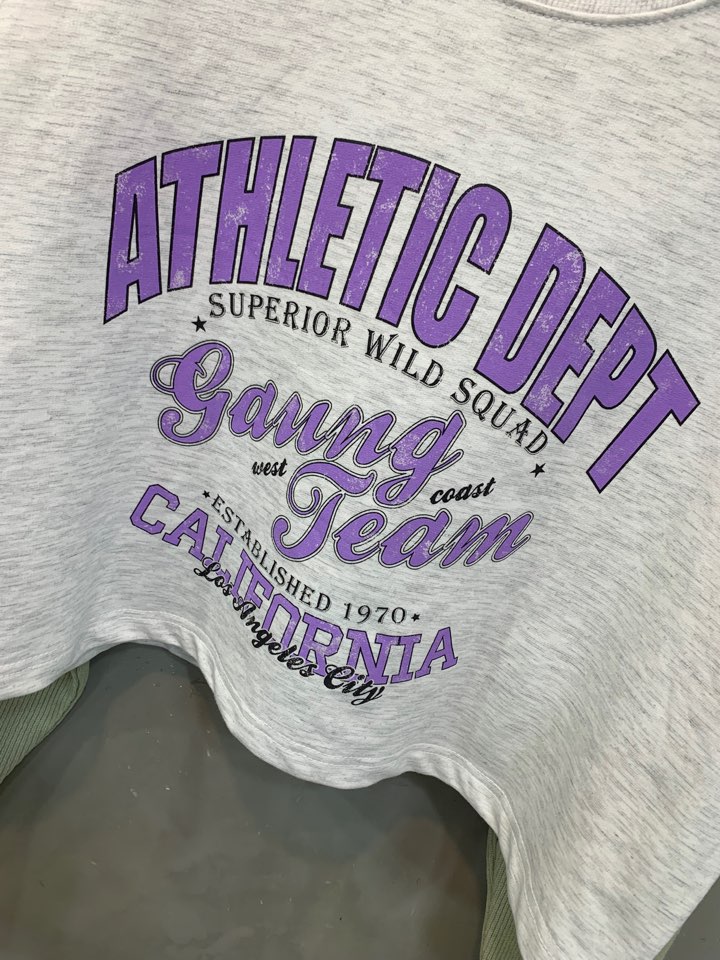 ATHLETIC DEPT
SUPERIOR WILD SQUAD
Gaung
west coast
Team
ESTABLISHED 1970
CALIFORNIA
Los Angeles City